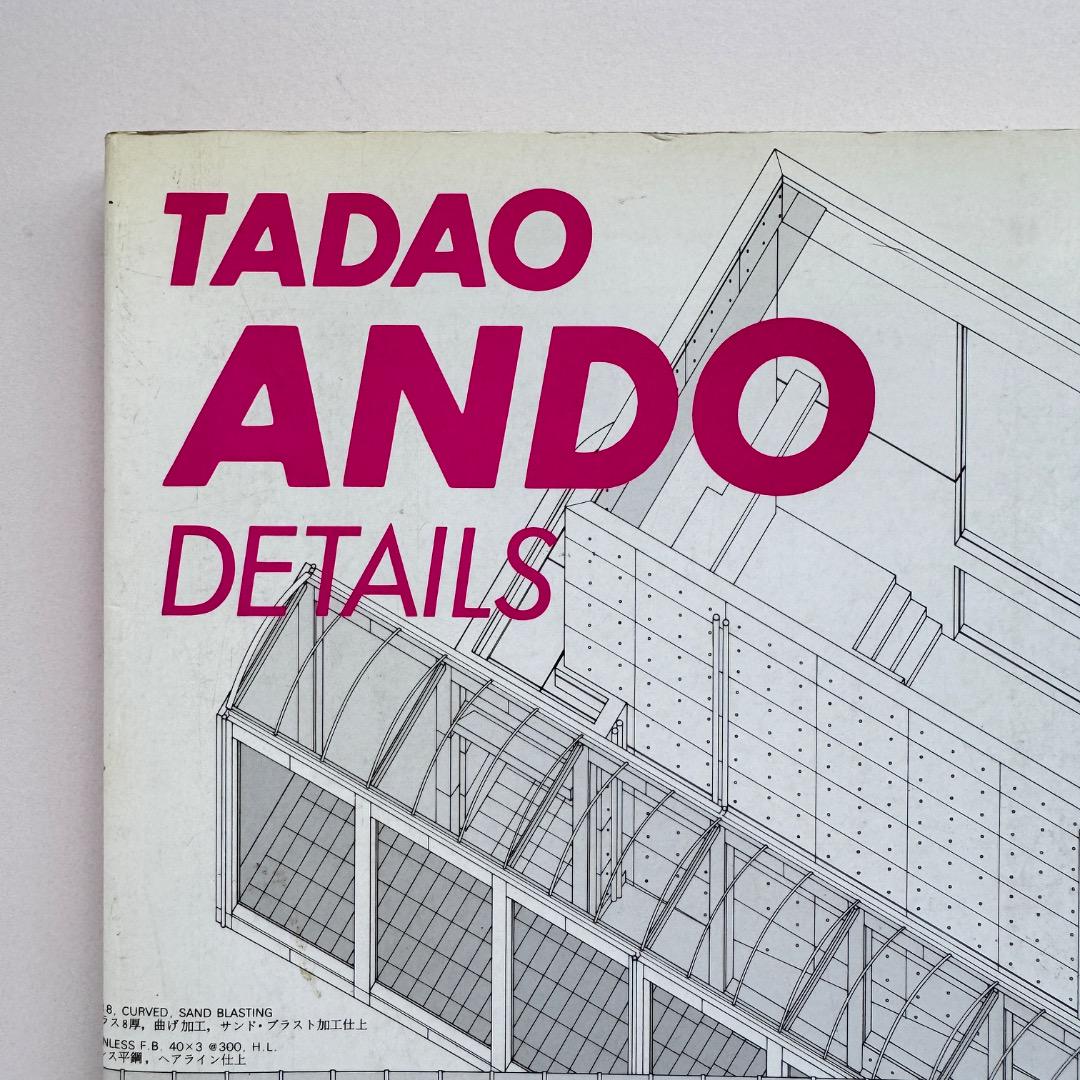 TADAO
ANDO
DETAILS
8, CURVED, SAND BLASTING
ラス8厚, 曲げ加工, サンド・ブラスト加工仕上
NLESS F.B. 40×3 @300, H.L.
ス平鋼, ヘアライン仕上